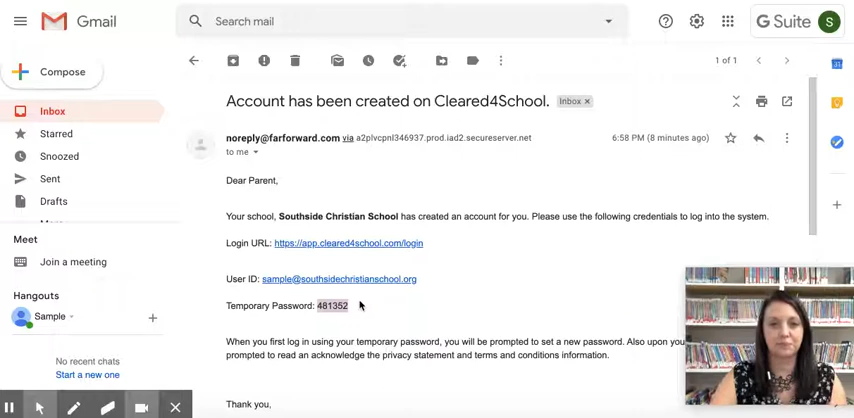 Gmail
Search mail
G Suite
S
Compose
1 of 1
Inbox
Starred
Snoozed
Sent
Drafts
Meet
Join a meeting
Hangouts
Sample
No recent chats
Start a new one
Account has been created on Cleared4School. Inbox ×
noreply@farforward.com via a2plvcpnl346937.prod.iad2.secureserver.net 6:58 PM (8 minutes ago)
to me
Dear Parent,
Your school, Southside Christian School has created an account for you. Please use the following credentials to log into the system.
Login URL: https://app.cleared4school.com/login
User ID: sample@southsidechristianschool.org
Temporary Password: 481352
When you first log in using your temporary password, you will be prompted to set a new password. Also upon you
prompted to read an acknowledge the privacy statement and terms and conditions information.
Thank you,